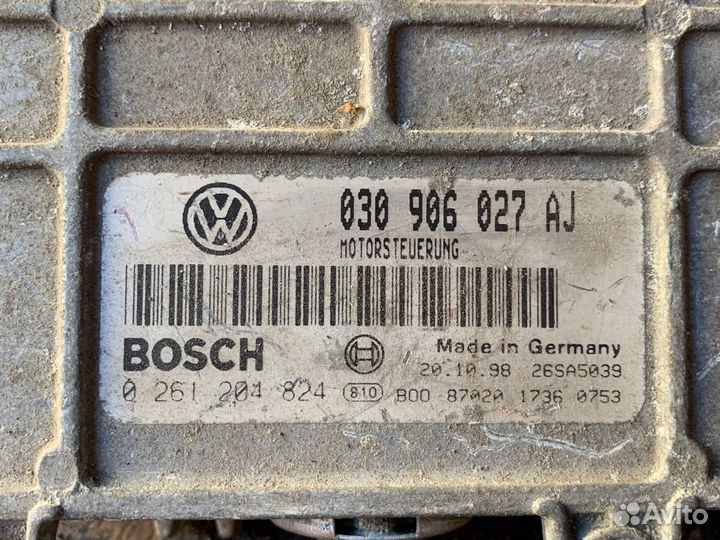 030 906 027 AJ
MOTORSTEUERUNG
BOSCH
Made in Germany
20.10.98 26SA5039
0 261 204 824 810 B00 87020 1736 0753
Avito